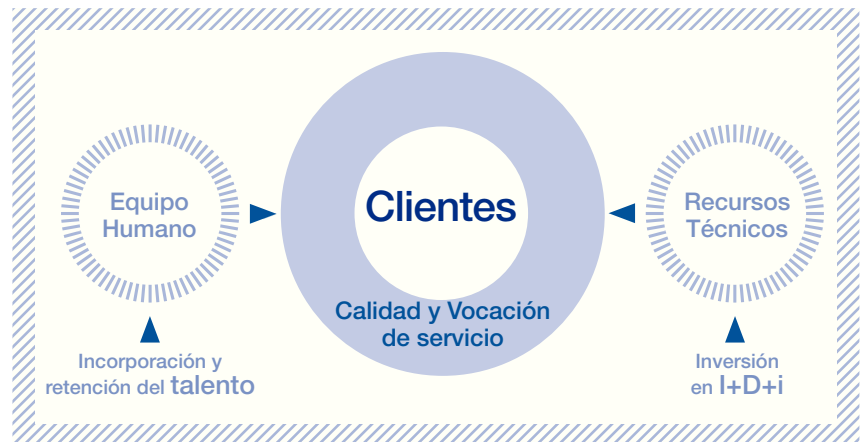 Equipo
Humano
Incorporación y
retención del talento
Clientes
Calidad y Vocación
de servicio
Recursos
Técnicos
Inversión
en I+D+i